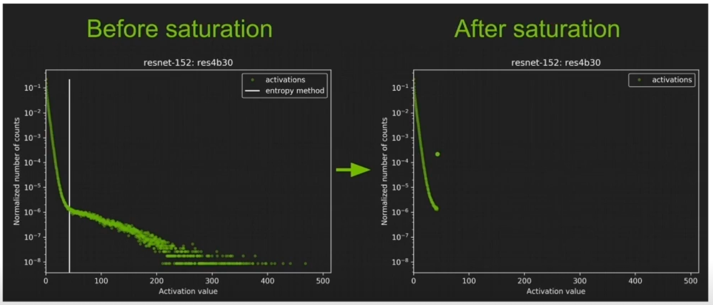 Before saturation
After saturation
resnet-152: res4b30
resnet-152: res4b30
activations
entropy method
activations
Normalized number of counts
10⁻¹
10⁻²
10⁻³
10⁻⁴
10⁻⁵
10⁻⁶
10⁻⁷
10⁻⁸
0 100 200 300 400 500
Activation value
Normalized number of counts
10⁻¹
10⁻²
10⁻³
10⁻⁴
10⁻⁵
10⁻⁶
10⁻⁷
10⁻⁸
0 100 200 300 400 500
Activation value